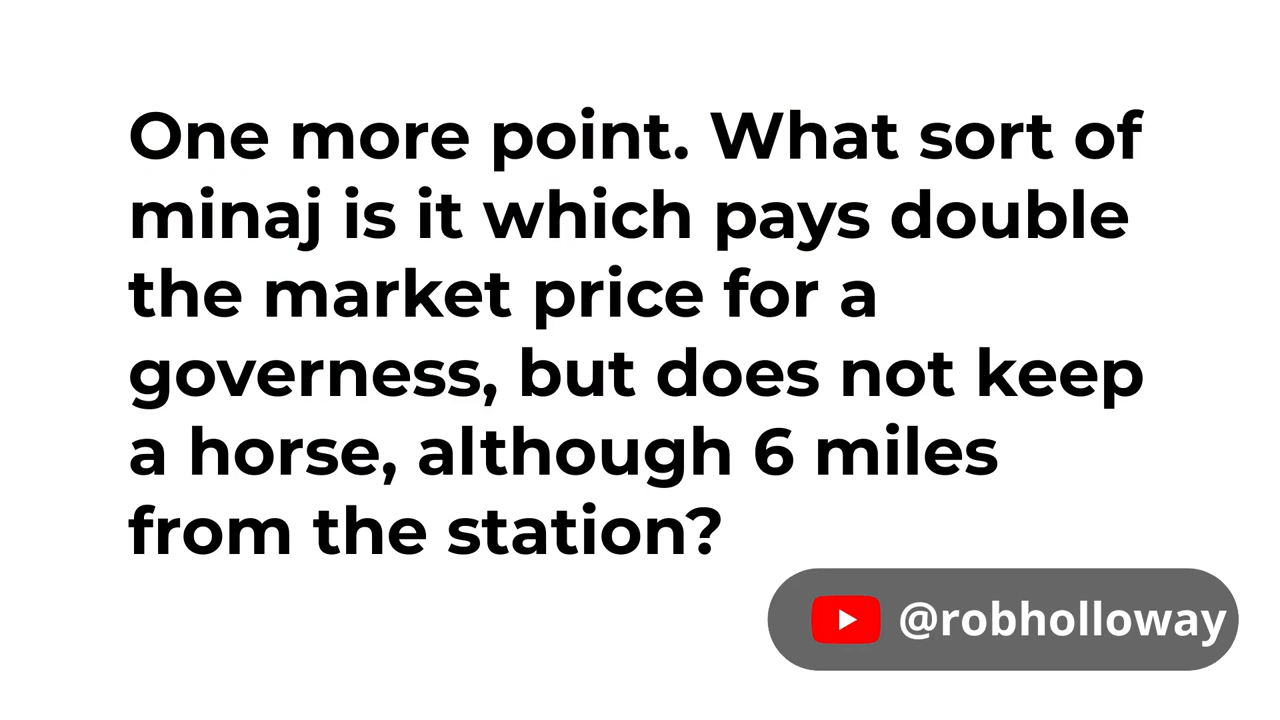 One more point. What sort of
minaj is it which pays double
the market price for a
governess, but does not keep
a horse, although 6 miles
from the station?
@robholloway